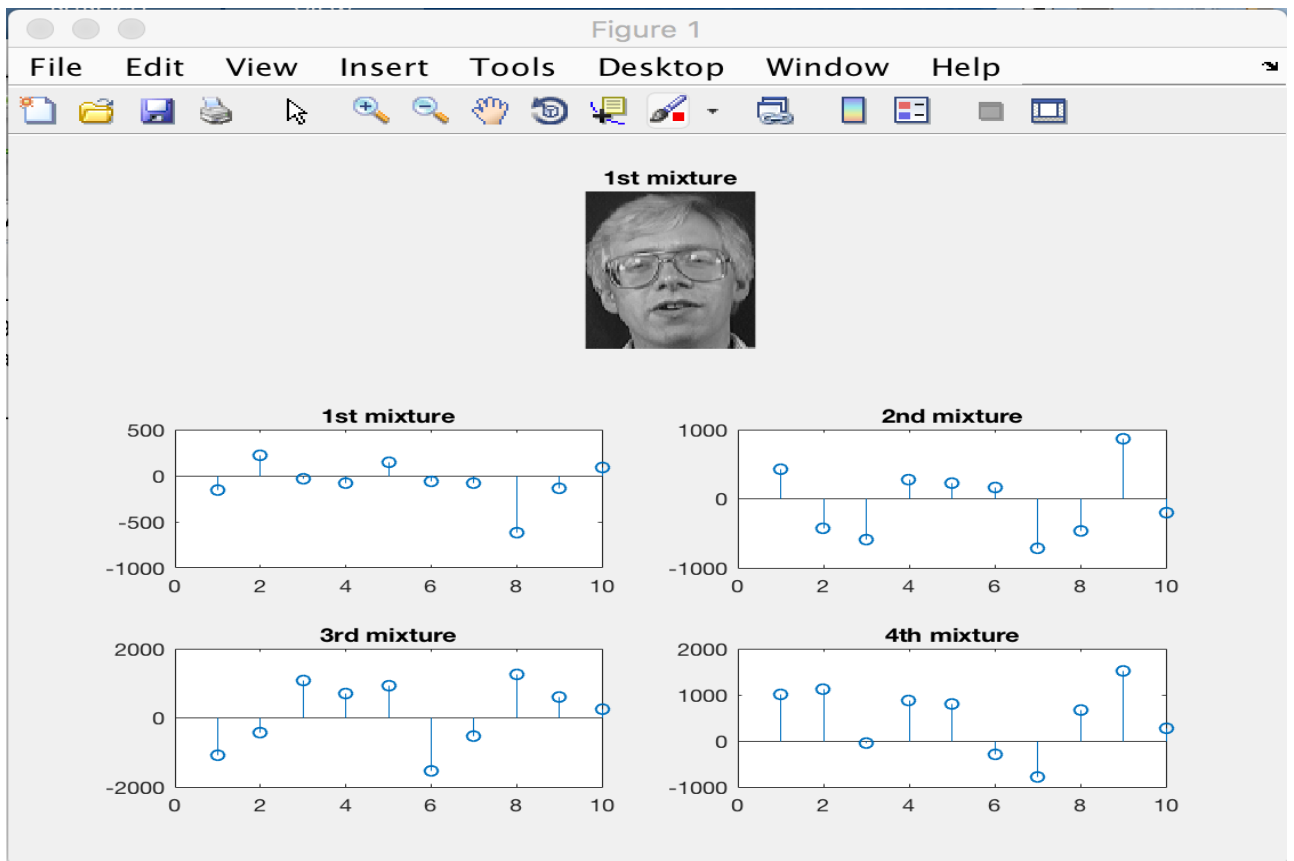 Figure 1
File Edit View Insert Tools Desktop Window Help
1st mixture
1st mixture
500
0
-500
-1000
0 2 4 6 8 10
2nd mixture
1000
0
-1000
0 2 4 6 8 10
3rd mixture
2000
0
-2000
0 2 4 6 8 10
4th mixture
2000
1000
0
-1000
0 2 4 6 8 10